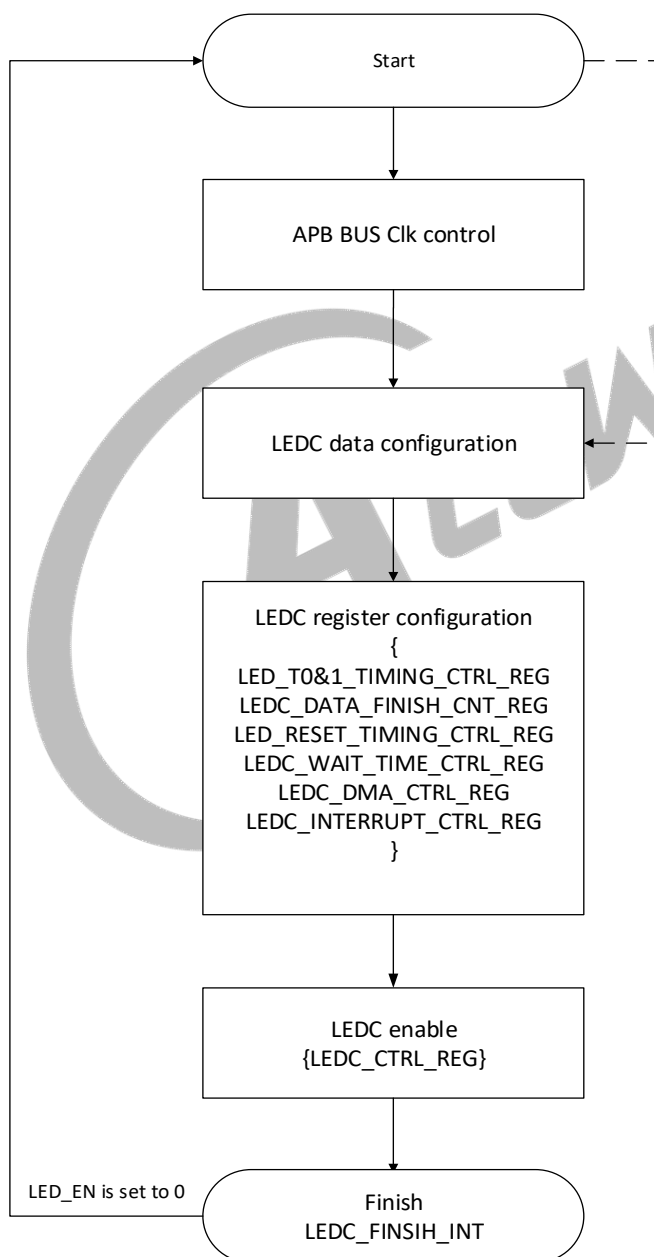 Start
APB BUS Clk control
LEDC data configuration
LEDC register configuration
{
LED_T0&1_TIMING_CTRL_REG
LEDC_DATA_FINISH_CNT_REG
LED_RESET_TIMING_CTRL_REG
LEDC_WAIT_TIME_CTRL_REG
LEDC_DMA_CTRL_REG
LEDC_INTERRUPT_CTRL_REG
}
LEDC enable
{LEDC_CTRL_REG}
LED_EN is set to 0
Finish
LEDC_FINSIH_INT